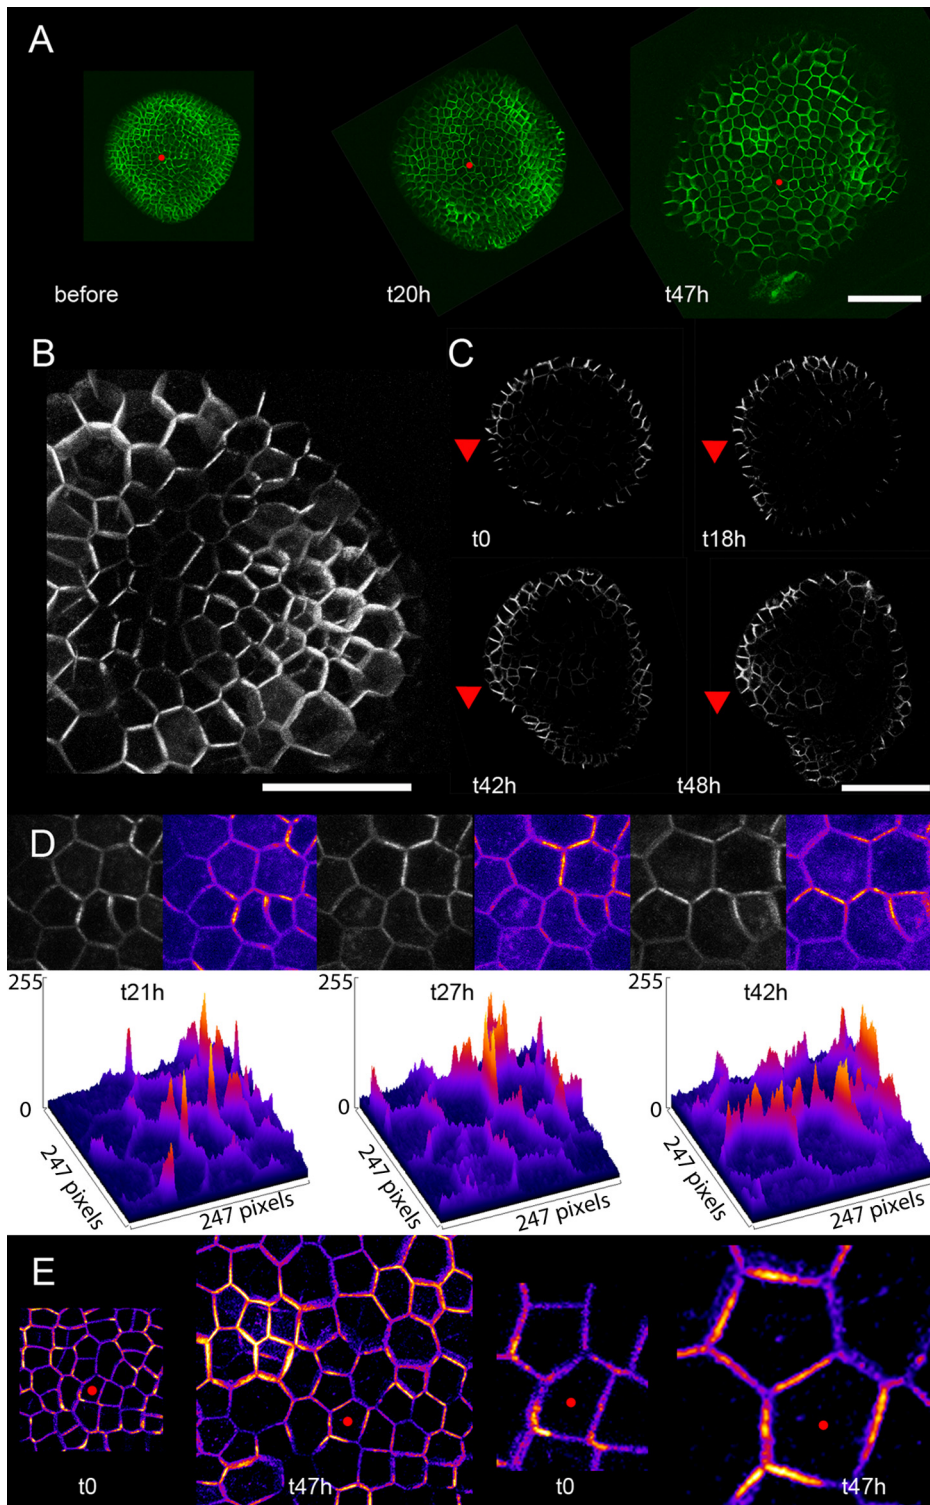 A
before
t20h
t47h
B
C
t0
t18h
t42h
t48h
D
255
t21h
t27h
255
t42h
255
0
0
0
247 pixels
247 pixels
247 pixels
247 pixels
247 pixels
247 pixels
E
t0
t47h
t0
t47h